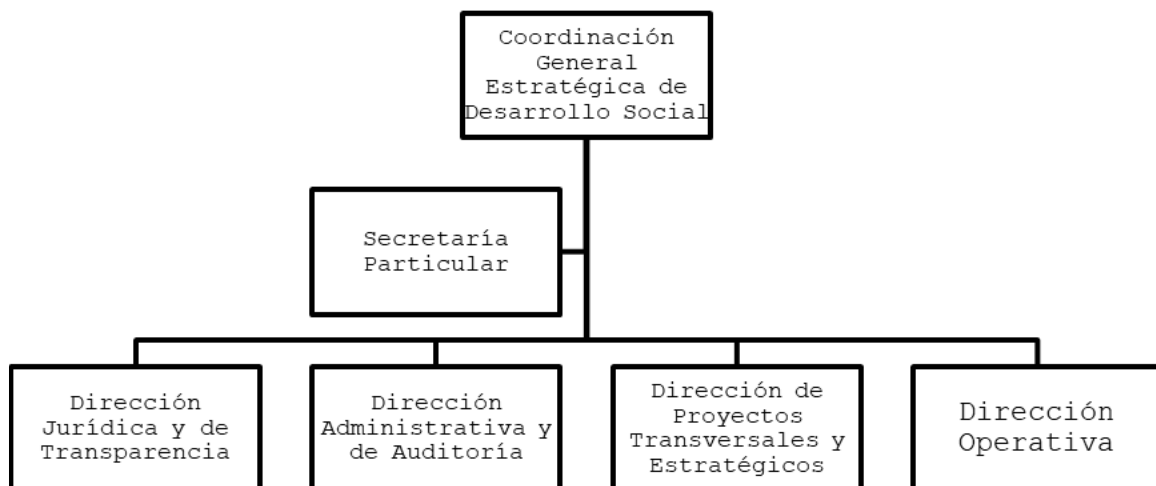 Coordinación
General
Estratégica de
Desarrollo Social
Secretaría
Particular
Dirección
Jurídica y de
Transparencia
Dirección
Administrativa y
de Auditoría
Dirección de
Proyectos
Transversales y
Estratégicos
Dirección
Operativa